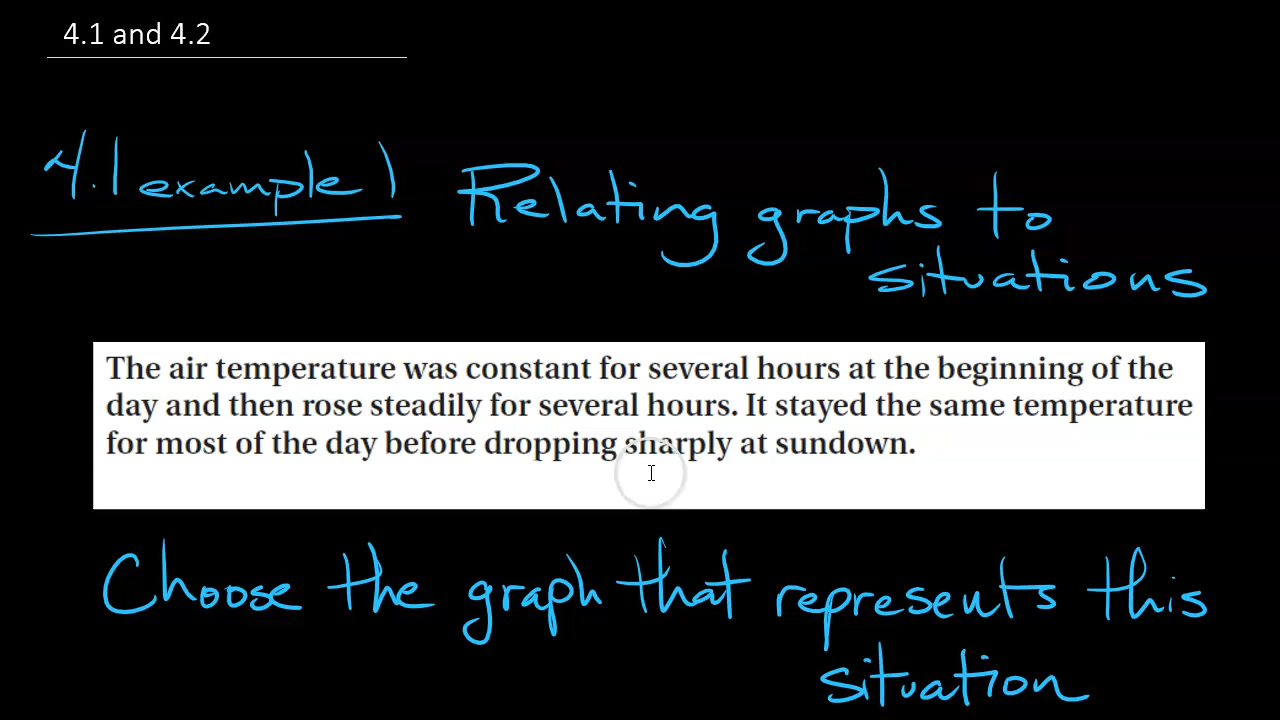 4.1 and 4.2
4.1 example 1
Relating graphs to
situations
The air temperature was constant for several hours at the beginning of the
day and then rose steadily for several hours. It stayed the same temperature
for most of the day before dropping sharply at sundown.
Choose the graph that represents this
situation